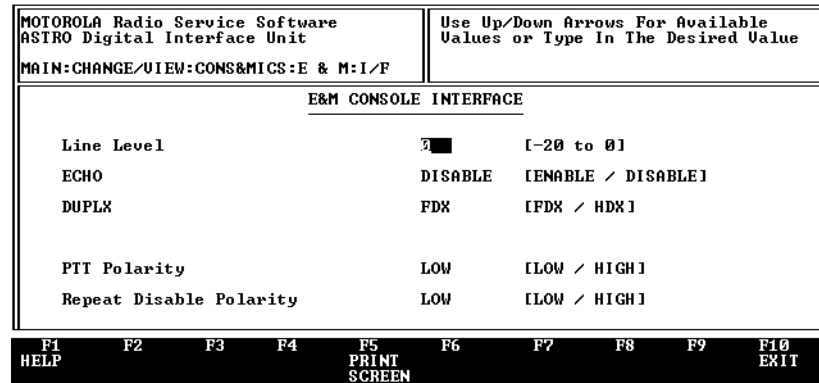 MOTOROLA Radio Service Software
ASTRO Digital Interface Unit
MAIN:CHANGE/VIEW:CONS&MICS:E & M:I/F
Use Up/Down Arrows For Available
Values or Type In The Desired Value
E&M CONSOLE INTERFACE
Line Level 0 [-20 to 0]
ECHO DISABLE [ENABLE / DISABLE]
DUPLX FDX [FDX / HDX]
PTT Polarity LOW [LOW / HIGH]
Repeat Disable Polarity LOW [LOW / HIGH]
F1 F2 F3 F4 F5 F6 F7 F8 F9 F10
HELP PRINT EXIT
SCREEN